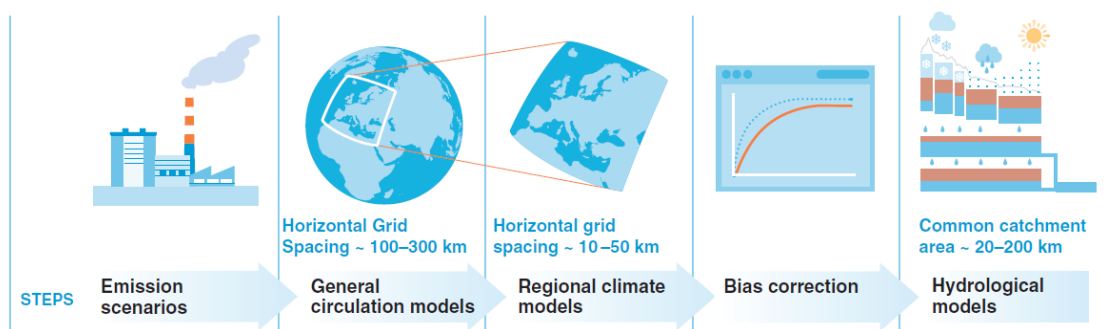 Horizontal Grid
Spacing ~ 100–300 km
Horizontal grid
spacing ~ 10–50 km
Common catchment
area ~ 20–200 km
STEPS
Emission
scenarios
General
circulation models
Regional climate
models
Bias correction
Hydrological
models